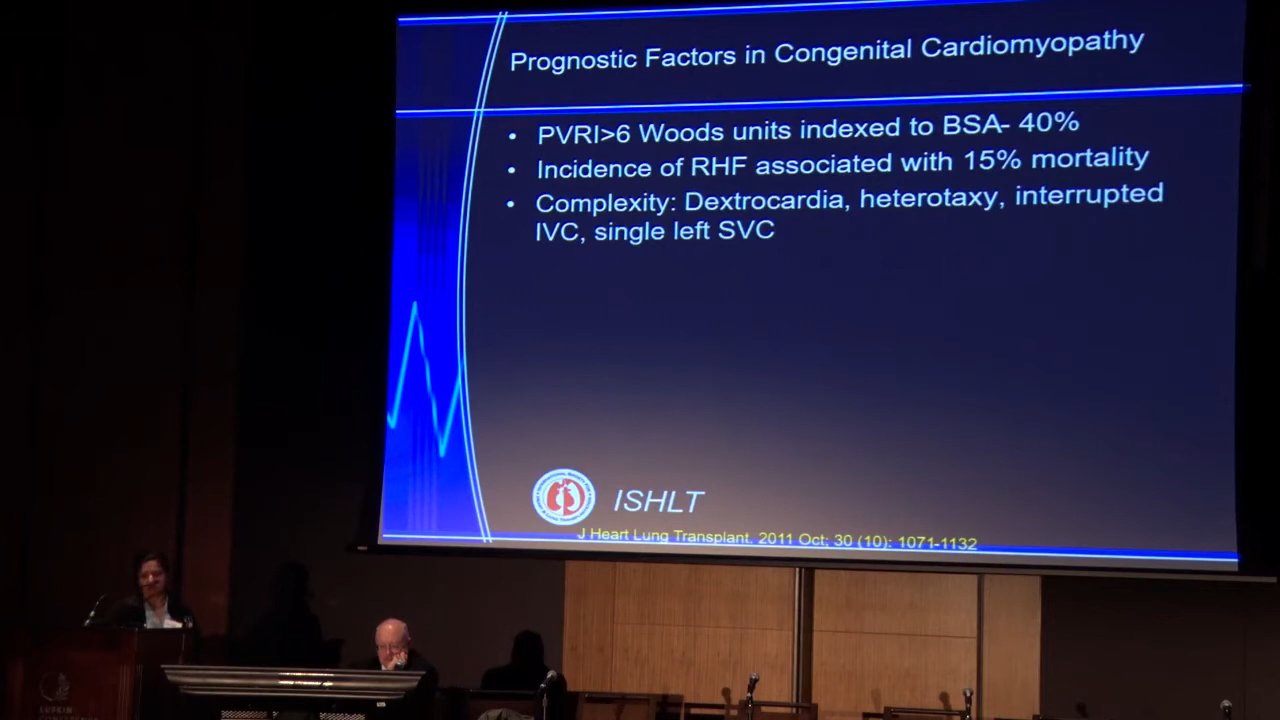 Prognostic Factors in Congenital Cardiomyopathy
• PVRI>6 Woods units indexed to BSA- 40%
• Incidence of RHF associated with 15% mortality
• Complexity: Dextrocardia, heterotaxy, interrupted
IVC, single left SVC
ISHLT
J Heart Lung Transplant. 2011 Oct; 30 (10): 1071-1132